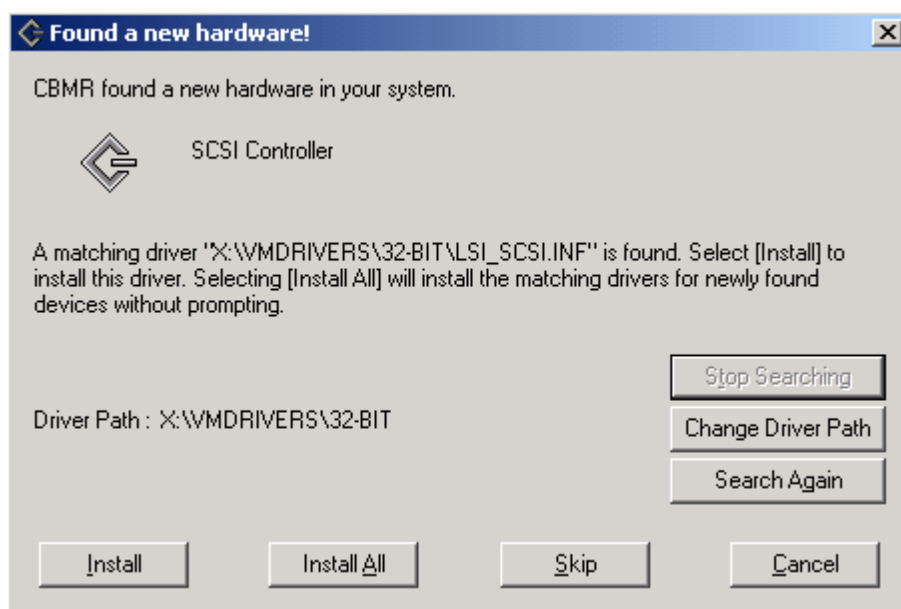 Found a new hardware!
CBMR found a new hardware in your system.
SCSI Controller
A matching driver "X:\VMDRIVERS\32-BIT\LSI_SCSI.INF" is found. Select [Install] to
install this driver. Selecting [Install All] will install the matching drivers for newly found
devices without prompting.
Stop Searching
Driver Path : X:\VMDRIVERS\32-BIT
Change Driver Path
Search Again
Install
Install All
Skip
Cancel